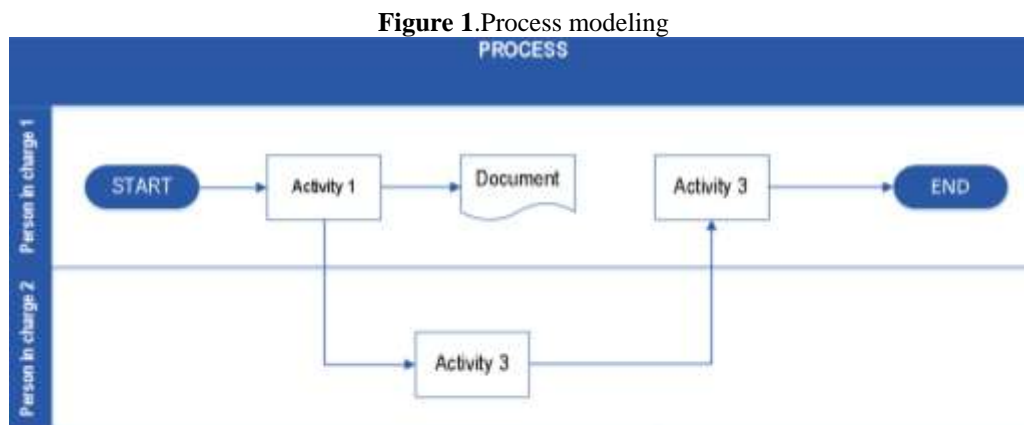 Figure 1.Process modeling
PROCESS
Person in charge 1
START
Activity 1
Document
Activity 3
END
Person in charge 2
Activity 3